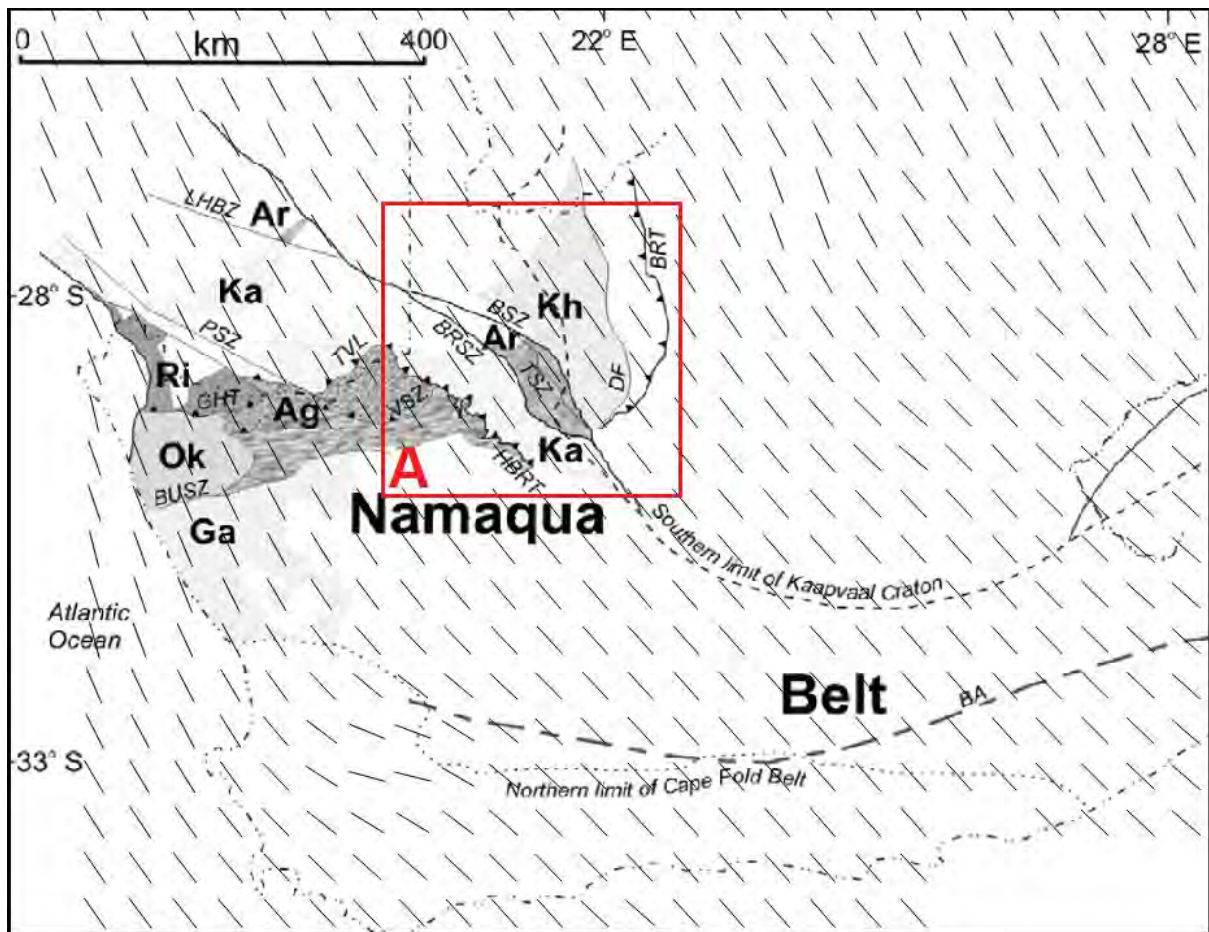 0
400
km
22° E
28° E
LHBZ
Ar
BRT
28° S
Ka
BSZ
Kh
PSZ
BRSZ
Ar
TVL
Ri
TSZ
DF
GHT
Ag
VSZ
Ok
A
HBRT
Ka
BUSZ
Namaqua
Ga
Southern limit of Kaapvaal Craton
Atlantic
Ocean
Belt
BA
33° S
Northern limit of Cape Fold Belt